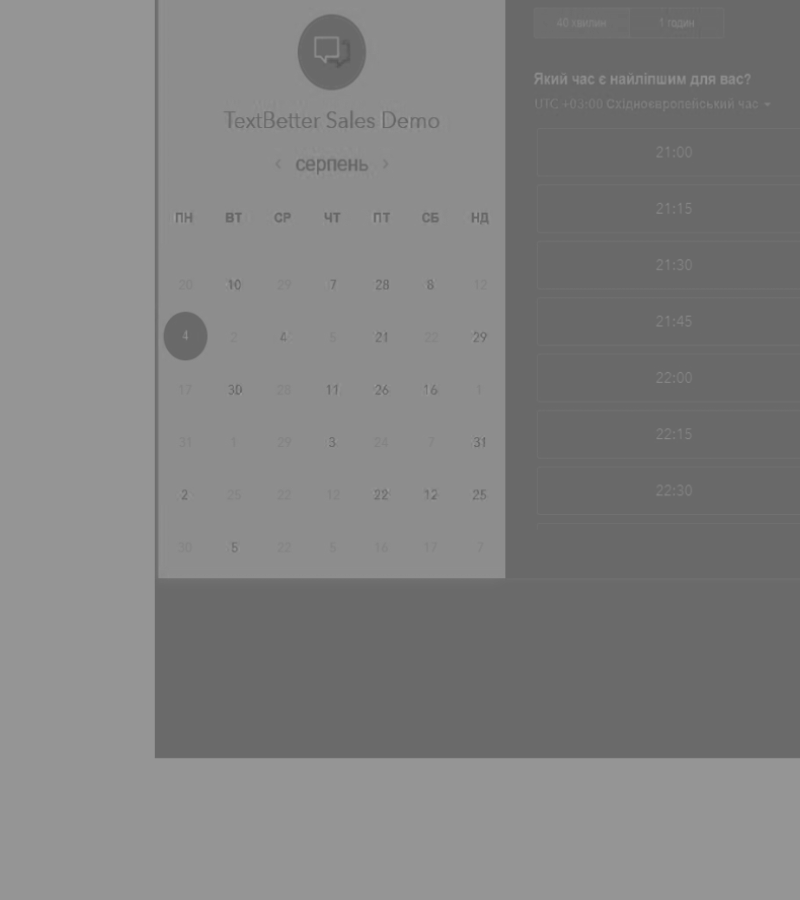 TextBetter Sales Demo
‹ серпень ›
ПН ВТ СР ЧТ ПТ СБ НД
20 10 29 7 28 8 12
4 2 4 5 21 22 29
17 30 28 11 26 16 1
31 1 29 3 24 7 31
2 25 22 12 22 12 25
30 5 22 5 16 17 7
40 хвилин 1 годин
Який час є найліпшим для вас?
UTC +03:00 Східноєвропейський час
21:00
21:15
21:30
21:45
22:00
22:15
22:30